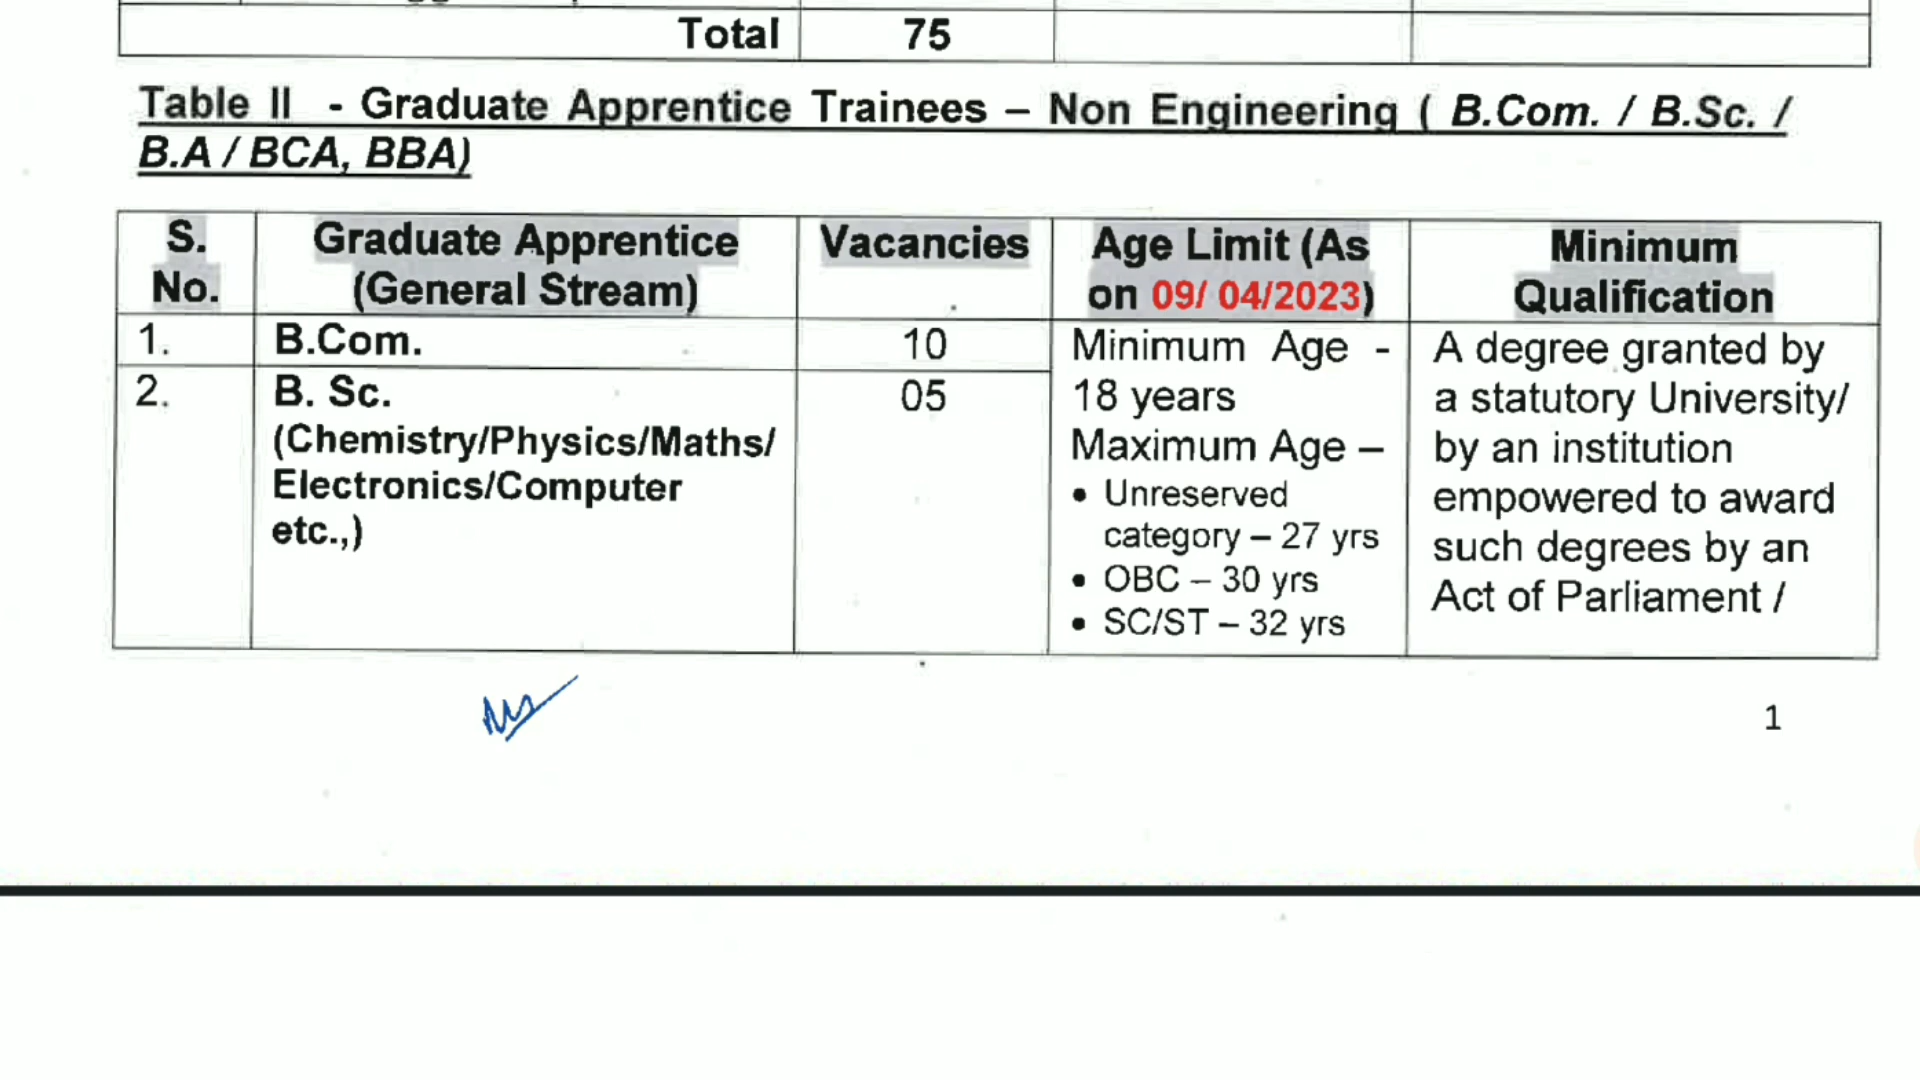 Total 75
Table II - Graduate Apprentice Trainees – Non Engineering ( B.Com. / B.Sc. /
B.A / BCA, BBA)
S.
No.
Graduate Apprentice
(General Stream)
Vacancies
Age Limit (As
on 09/ 04/2023)
Minimum
Qualification
1.
B.Com.
10
2.
B. Sc.
(Chemistry/Physics/Maths/
Electronics/Computer
etc.,)
05
Minimum Age -
18 years
Maximum Age –
• Unreserved
category – 27 yrs
• OBC – 30 yrs
• SC/ST – 32 yrs
A degree granted by
a statutory University/
by an institution
empowered to award
such degrees by an
Act of Parliament /
1